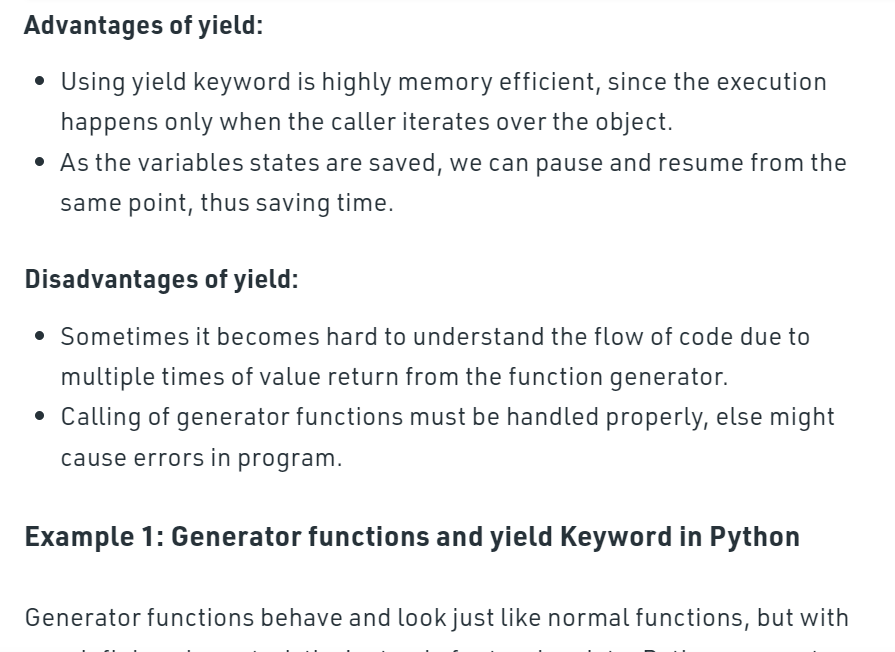 Advantages of yield:
Using yield keyword is highly memory efficient, since the execution
happens only when the caller iterates over the object.
As the variables states are saved, we can pause and resume from the
same point, thus saving time.
Disadvantages of yield:
Sometimes it becomes hard to understand the flow of code due to
multiple times of value return from the function generator.
Calling of generator functions must be handled properly, else might
cause errors in program.
Example 1: Generator functions and yield Keyword in Python
Generator functions behave and look just like normal functions, but with